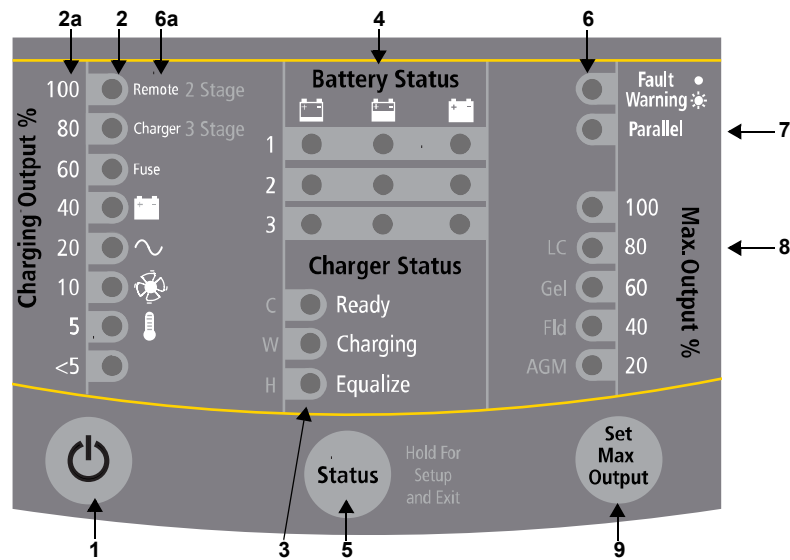 2a 2 6a 4 6
Charging Output %
100 Remote 2 Stage
80 Charger 3 Stage
60 Fuse
40
20
10
5
<5
Battery Status
1
2
3
Charger Status
C Ready
W Charging
H Equalize
Fault
Warning
Parallel
7
100
LC 80
Gel 60
Fld 40
AGM 20
Max. Output %
8
Status
Hold For
Setup
and Exit
Set
Max
Output
1 3 5 9